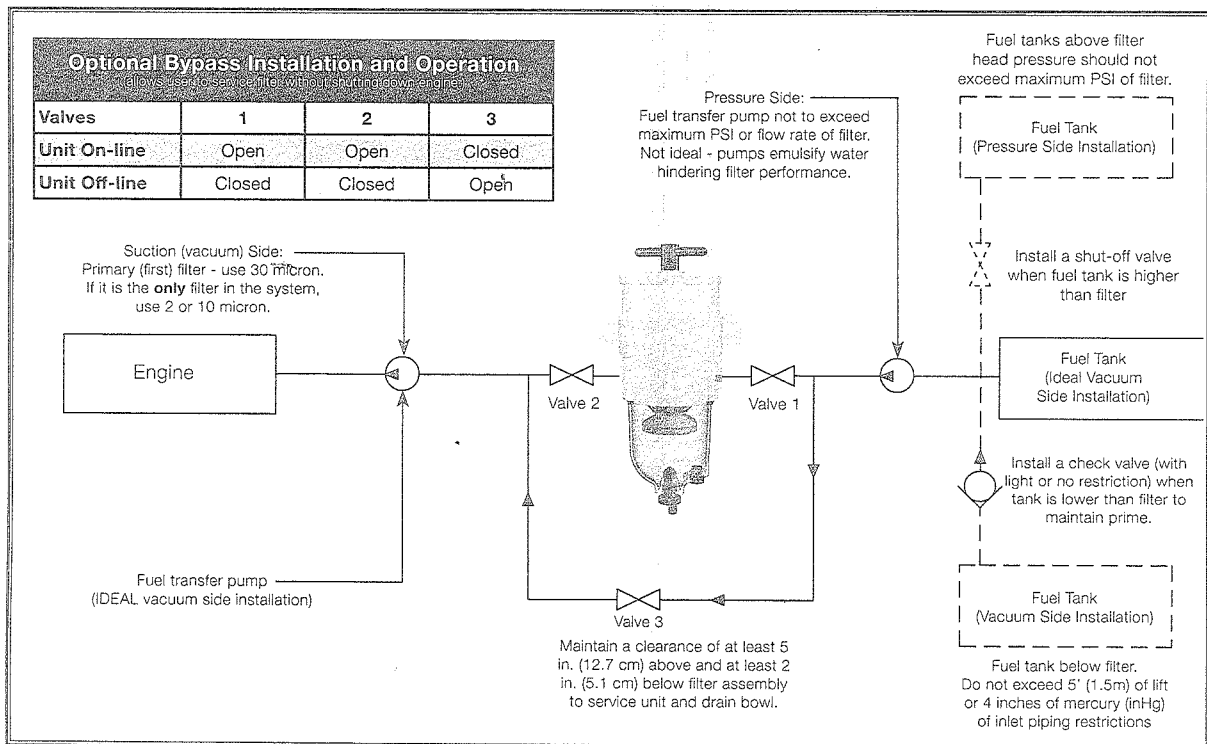 Optional Bypass Installation and Operation
allows user to service filter without shutting down engine.
Valves 1 2 3
Unit On-line Open Open Closed
Unit Off-line Closed Closed Open
Fuel tanks above filter
head pressure should not
exceed maximum PSI of filter.
Fuel Tank
(Pressure Side Installation)
Pressure Side:
Fuel transfer pump not to exceed
maximum PSI or flow rate of filter.
Not ideal - pumps emulsify water
hindering filter performance.
Suction (vacuum) Side:
Primary (first) filter - use 30 micron.
If it is the only filter in the system,
use 2 or 10 micron.
Install a shut-off valve
when fuel tank is higher
than filter
Engine
Valve 2
Valve 1
Fuel Tank
(Ideal Vacuum
Side Installation)
Install a check valve (with
light or no restriction) when
tank is lower than filter to
maintain prime.
Fuel transfer pump
(IDEAL vacuum side installation)
Valve 3
Fuel Tank
(Vacuum Side Installation)
Maintain a clearance of at least 5
in. (12.7 cm) above and at least 2
in. (5.1 cm) below filter assembly
to service unit and drain bowl.
Fuel tank below filter.
Do not exceed 5' (1.5m) of lift
or 4 inches of mercury (inHg)
of inlet piping restrictions